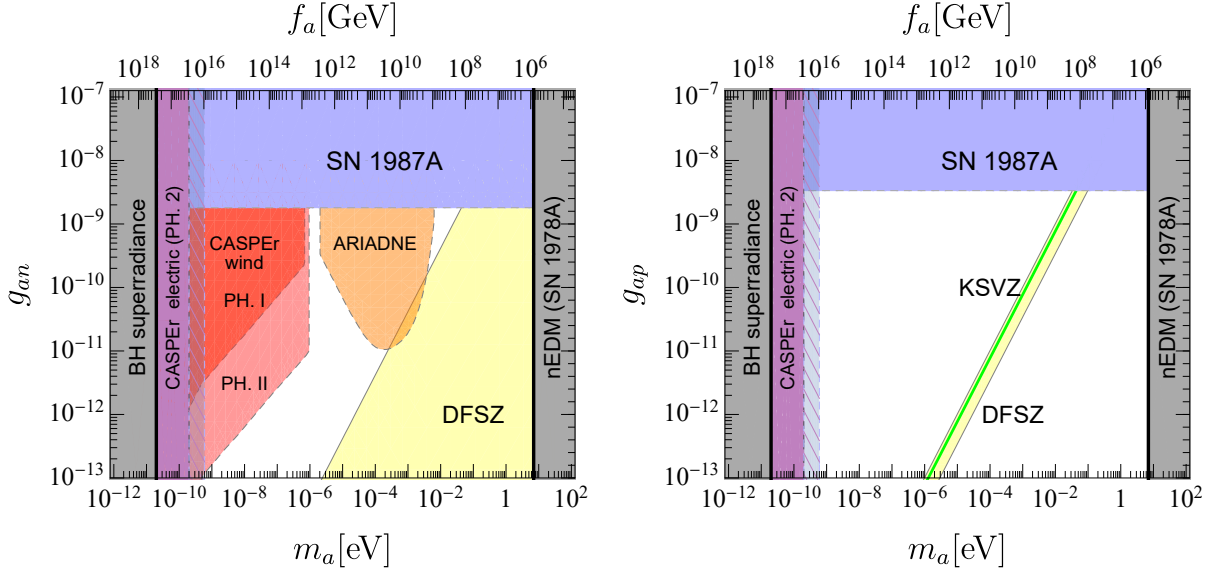 f_a[GeV]
10^18 10^16 10^14 10^12 10^10 10^8 10^6
10^-7
10^-8
10^-9
10^-10
10^-11
10^-12
10^-13
g_an
BH superradiance
CASPEr electric (PH. 2)
SN 1987A
CASPEr
wind
PH. I
PH. II
ARIADNE
DFSZ
nEDM (SN 1978A)
10^-12 10^-10 10^-8 10^-6 10^-4 10^-2 1 10^2
m_a[eV]
f_a[GeV]
10^18 10^16 10^14 10^12 10^10 10^8 10^6
10^-7
10^-8
10^-9
10^-10
10^-11
10^-12
10^-13
g_ap
BH superradiance
CASPEr electric (PH. 2)
SN 1987A
KSVZ
DFSZ
nEDM (SN 1978A)
10^-12 10^-10 10^-8 10^-6 10^-4 10^-2 1 10^2
m_a[eV]